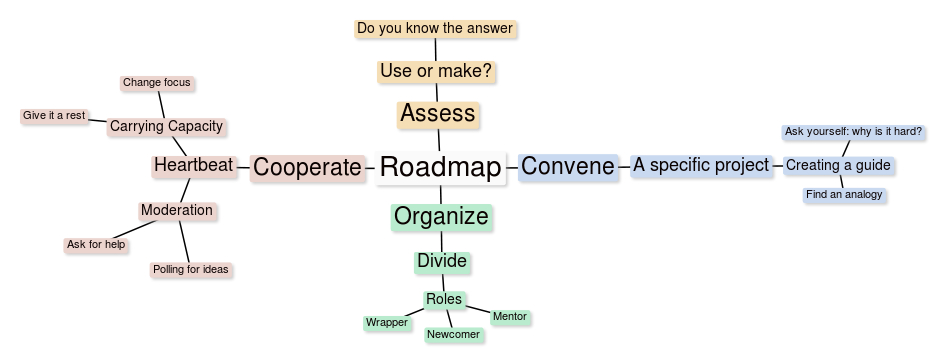 Do you know the answer
Use or make?
Assess
Change focus
Give it a rest
Carrying Capacity
Heartbeat
Cooperate
Roadmap
Convene
A specific project
Ask yourself: why is it hard?
Creating a guide
Find an analogy
Moderation
Ask for help
Polling for ideas
Organize
Divide
Roles
Wrapper
Newcomer
Mentor